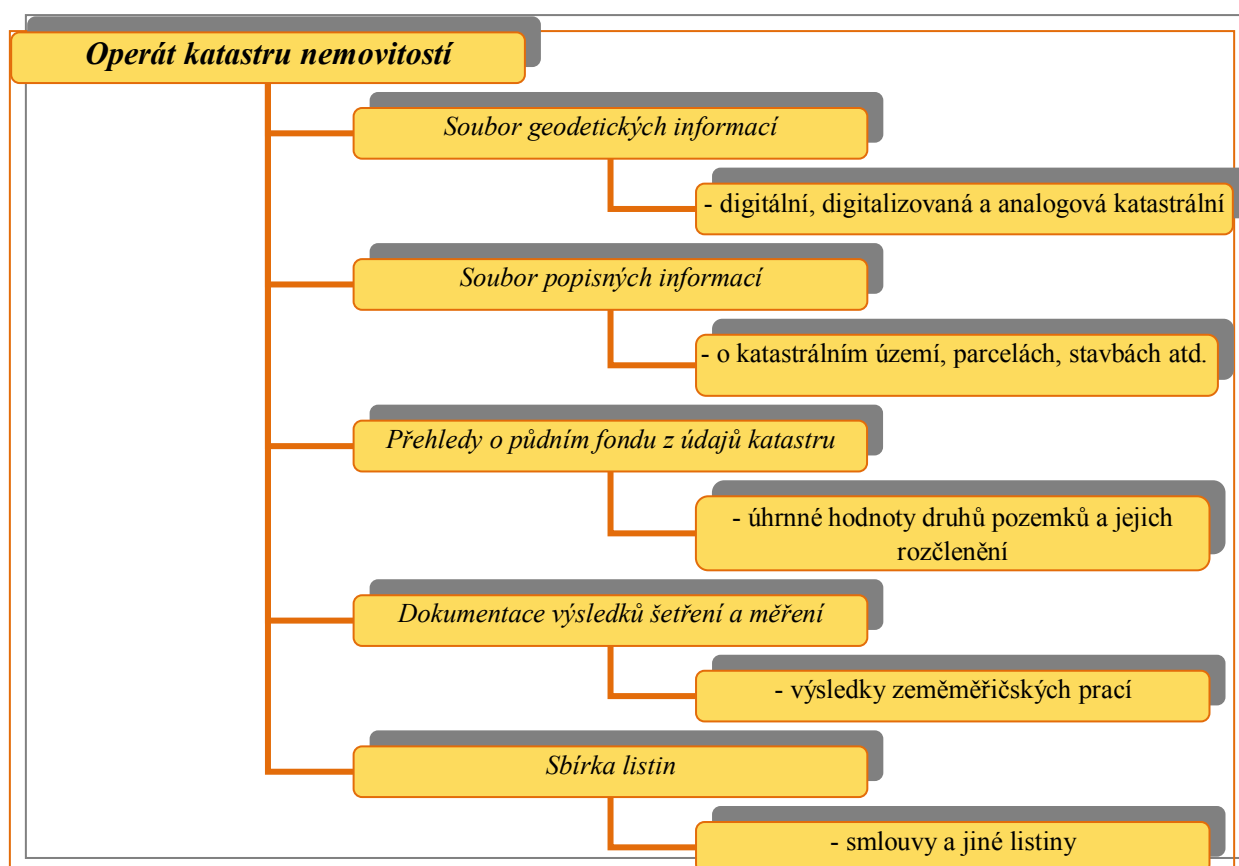 Operát katastru nemovitostí
Soubor geodetických informací
- digitální, digitalizovaná a analogová katastrální
Soubor popisných informací
- o katastrálním území, parcelách, stavbách atd.
Přehledy o půdním fondu z údajů katastru
- úhrnné hodnoty druhů pozemků a jejich
rozčlenění
Dokumentace výsledků šetření a měření
- výsledky zeměměřičských prací
Sbírka listin
- smlouvy a jiné listiny